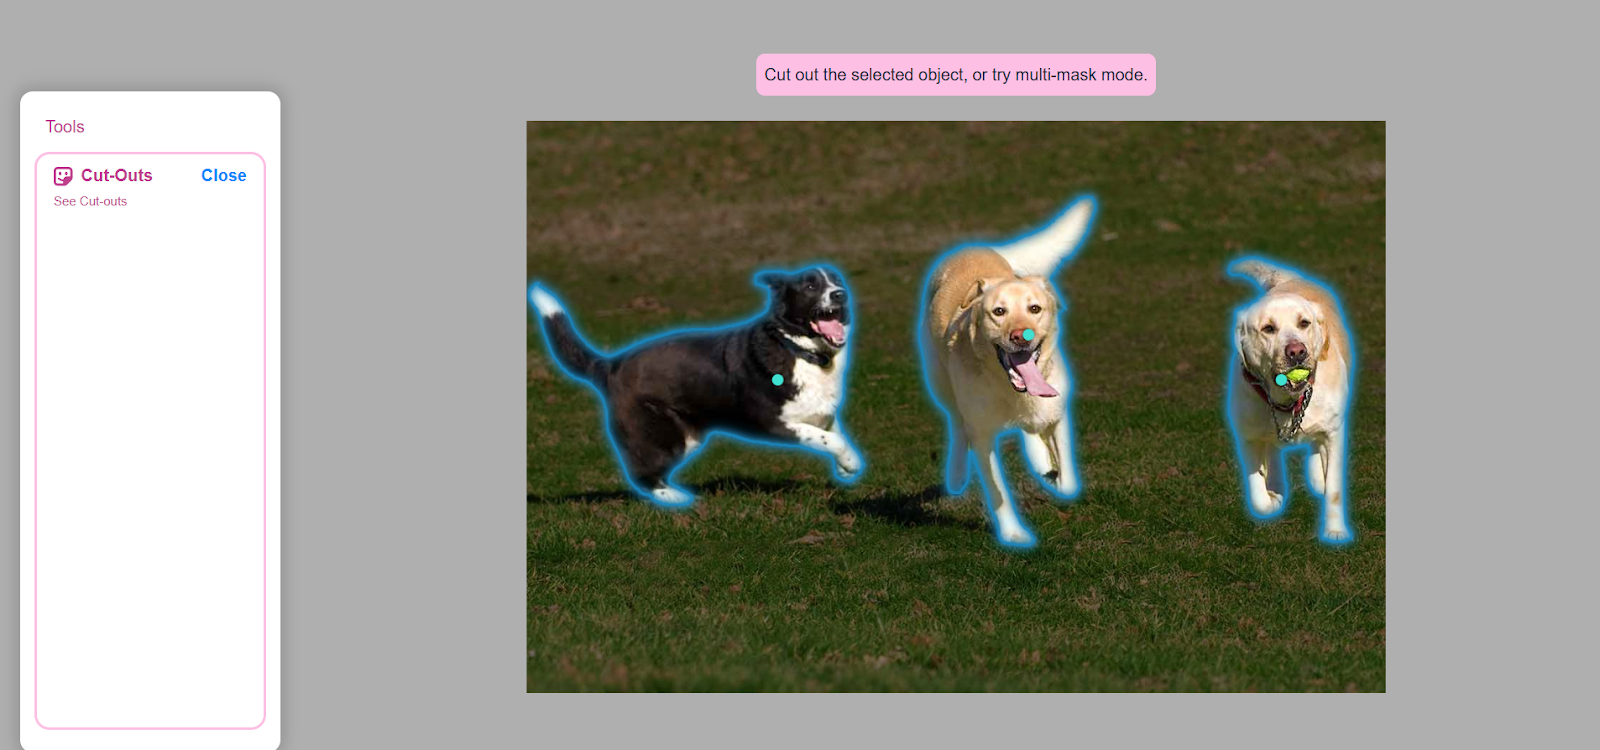 Cut out the selected object, or try multi-mask mode.
Tools
Cut-Outs
Close
See Cut-outs